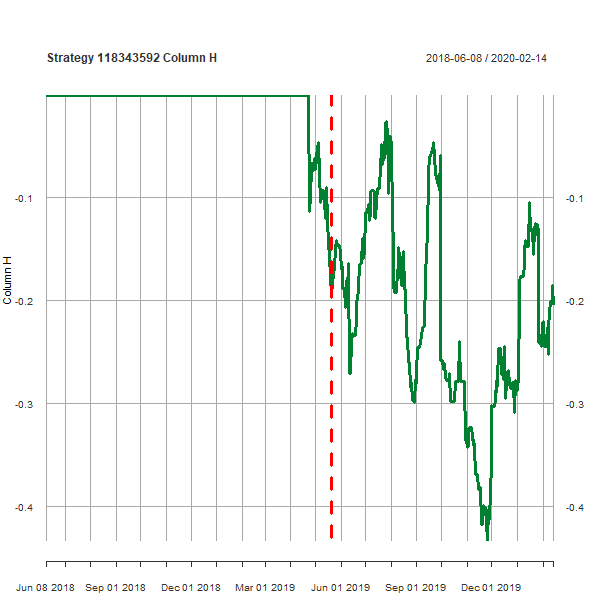 Strategy 118343592 Column H
2018-06-08 / 2020-02-14
Column H
-0.1
-0.1
-0.2
-0.2
-0.3
-0.3
-0.4
-0.4
Jun 08 2018
Sep 01 2018
Dec 01 2018
Mar 01 2019
Jun 01 2019
Sep 01 2019
Dec 01 2019